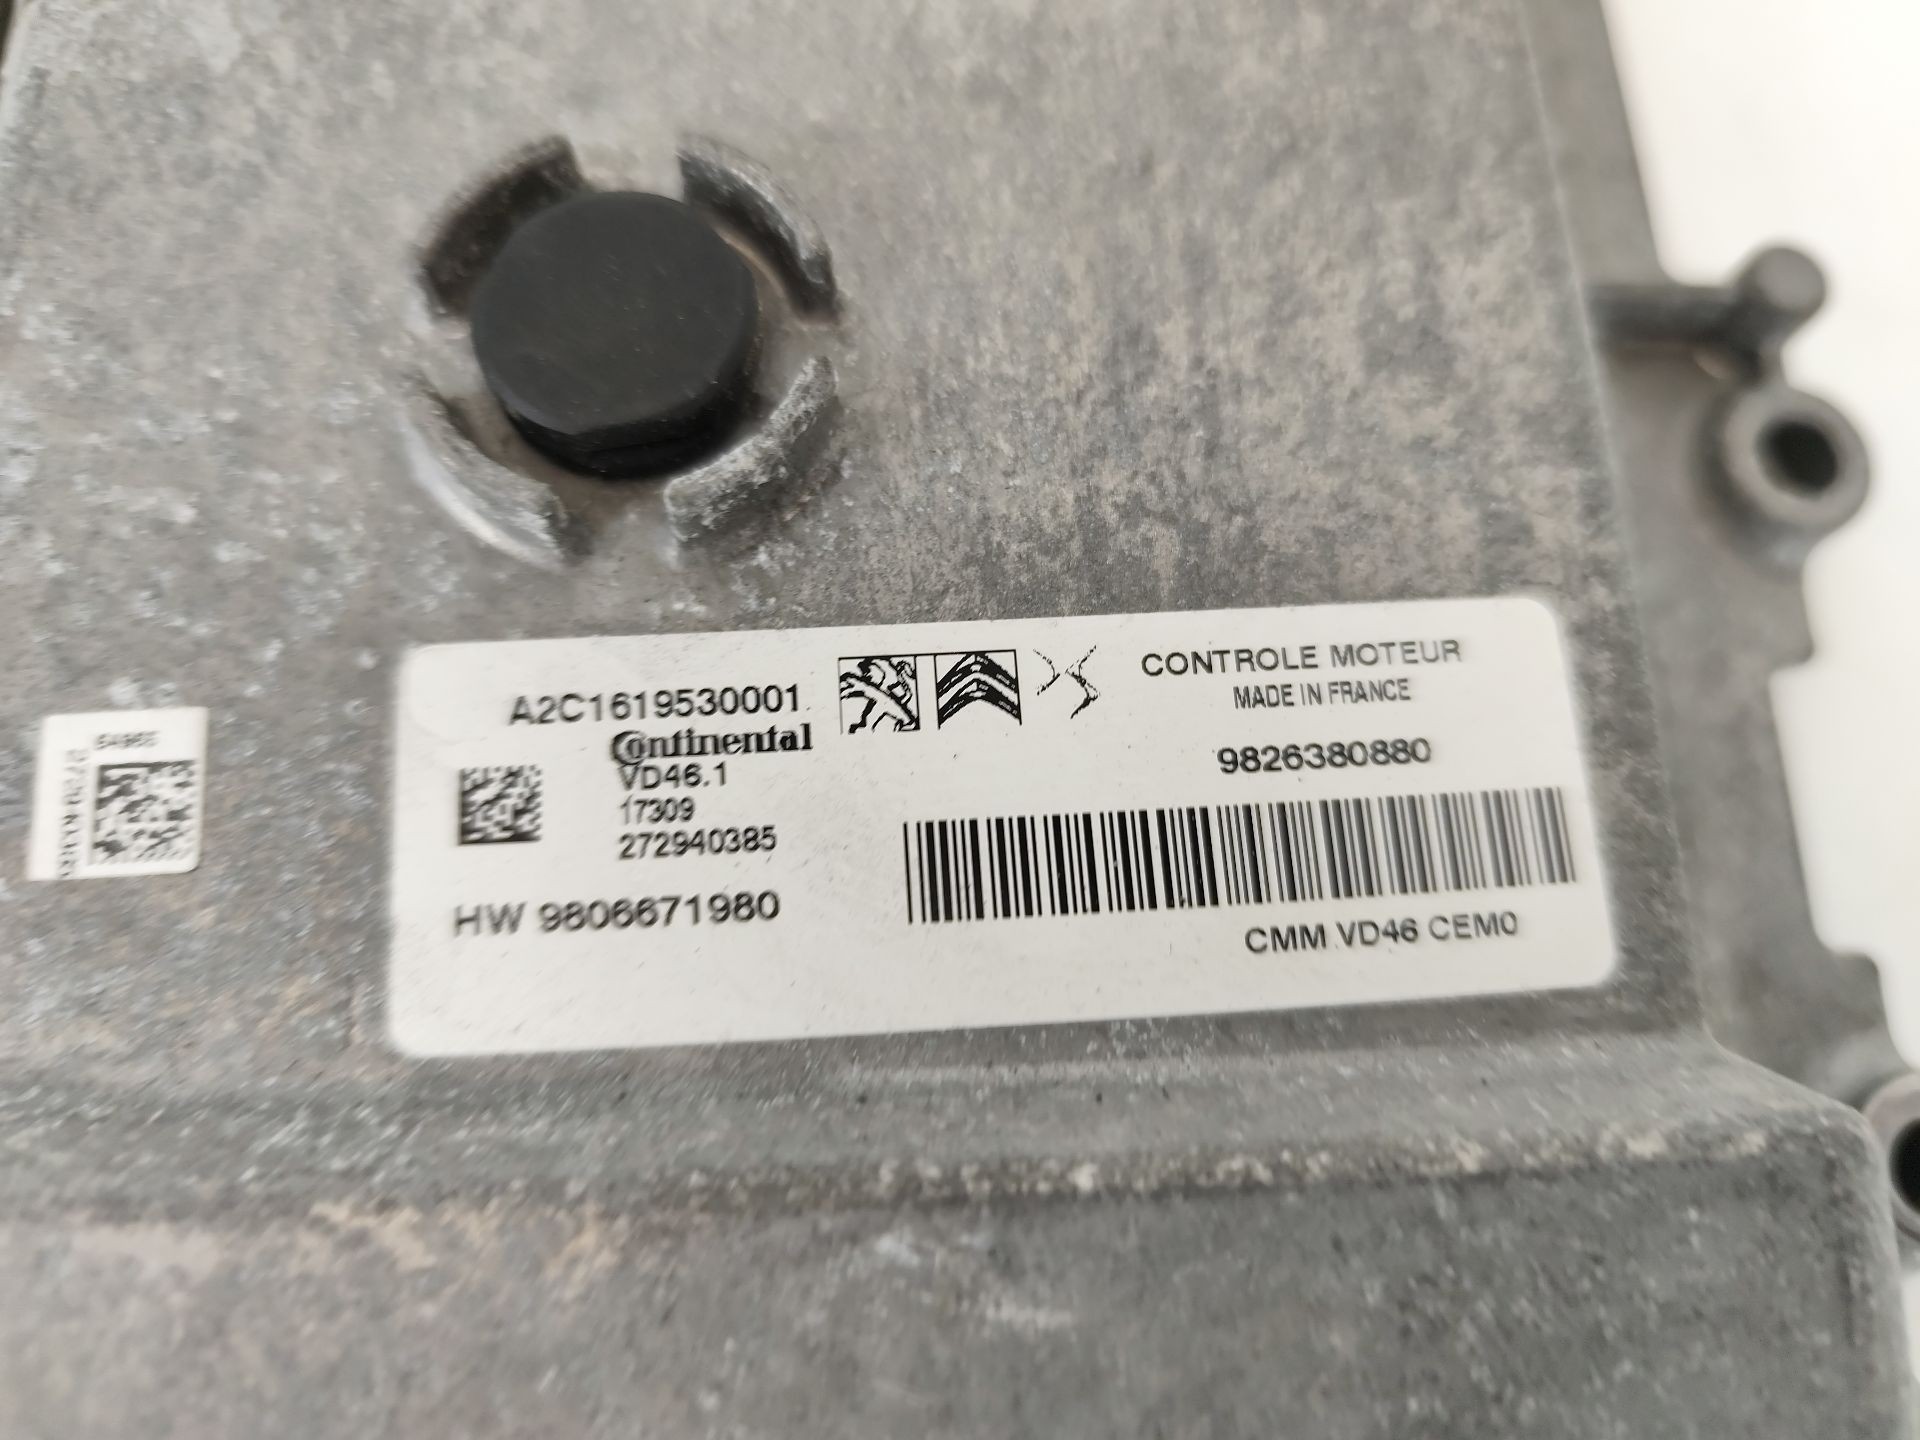 A2C1619530001
Continental
VD46.1
17309
272940385
HW 9806671980
CONTROLE MOTEUR
MADE IN FRANCE
9826380880
CMM VD46 CEM0